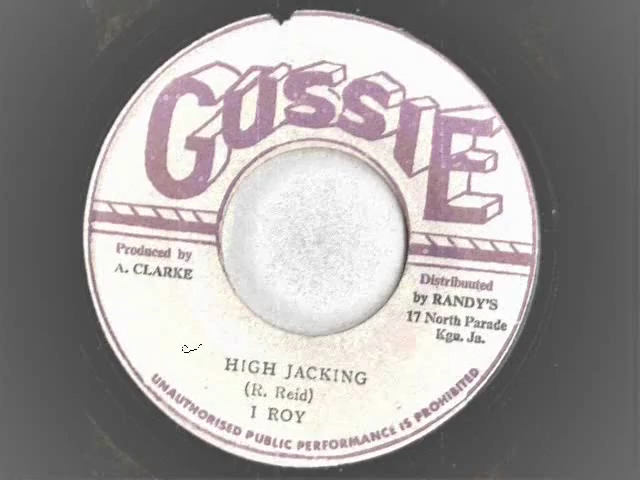 GUSSIE
Produced by
A. CLARKE
Distribuuted
by RANDY'S
17 North Parade
Kgn. Ja.
HIGH JACKING
(R. Reid)
I ROY
UNAUTHORISED PUBLIC PERFORMANCE IS PROHIBITED